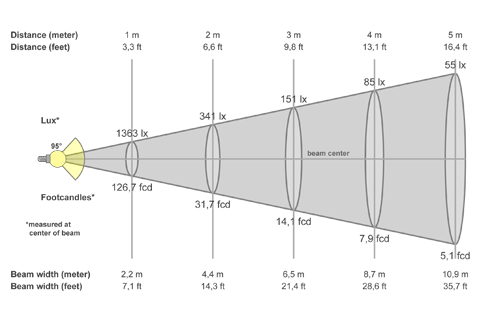 Distance (meter) 1 m 2 m 3 m 4 m 5 m
Distance (feet) 3,3 ft 6,6 ft 9,8 ft 13,1 ft 16,4 ft
55 lx
85 lx
151 lx
341 lx
Lux*
1363 lx
95°
beam center
126,7 fcd
Footcandles*
31,7 fcd
14,1 fcd
*measured at
center of beam
7,9 fcd
5,1 fcd
Beam width (meter) 2,2 m 4,4 m 6,5 m 8,7 m 10,9 m
Beam width (feet) 7,1 ft 14,3 ft 21,4 ft 28,6 ft 35,7 ft